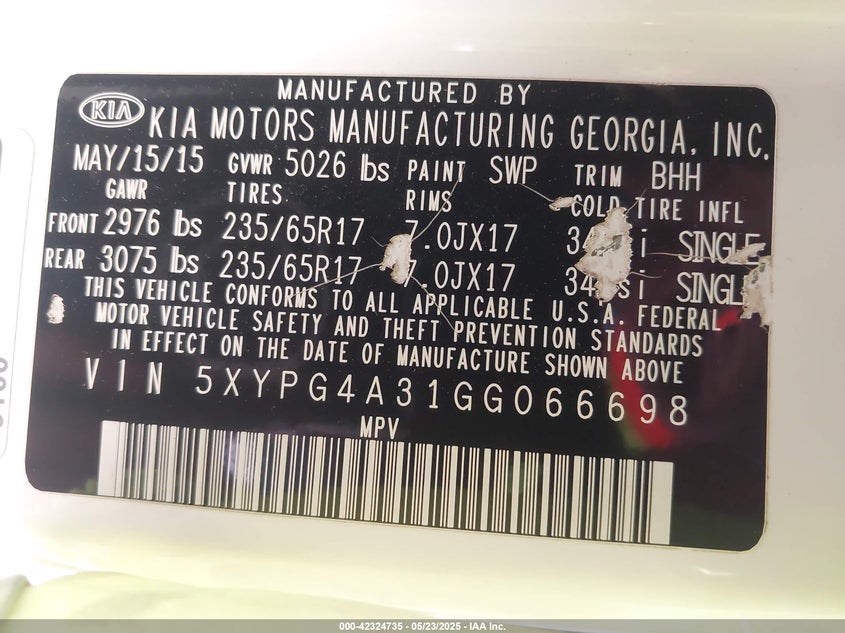 MANUFACTURED BY
KIA KIA MOTORS MANUFACTURING GEORGIA, INC.
MAY/15/15 GVWR 5026 lbs PAINT SWP TRIM BHH
GAWR TIRES RIMS COLD TIRE INFL
FRONT 2976 lbs 235/65R17 7.0JX17 SINGLE
REAR 3075 lbs 235/65R17 7.0JX17 34
THIS VEHICLE CONFORMS TO ALL APPLICABLE U.S.A. FEDERAL
MOTOR VEHICLE SAFETY AND THEFT PREVENTION STANDARDS
IN EFFECT ON THE DATE OF MANUFACTURE SHOWN ABOVE
VIN 5XYPG4A31GG066698
MPV
000-42324735 — 05/23/2025 — IAA Inc.